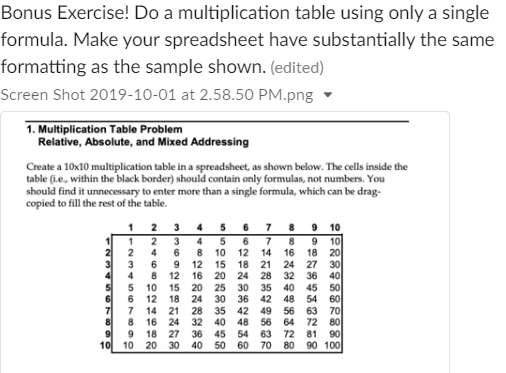 Bonus Exercise! Do a multiplication table using only a single
formula. Make your spreadsheet have substantially the same
formatting as the sample shown. (edited)
Screen Shot 2019-10-01 at 2.58.50 PM.png
1. Multiplication Table Problem
Relative, Absolute, and Mixed Addressing
Create a 10x10 multiplication table in a spreadsheet, as shown below. The cells inside the
table (i.e., within the black border) should contain only formulas, not numbers. You
should find it unnecessary to enter more than a single formula, which can be drag-
copied to fill the rest of the table.
1 2 3 4 5 6 7 8 9 10
1 1 2 3 4 5 6 7 8 9 10
2 2 4 6 8 10 12 14 16 18 20
3 3 6 9 12 15 18 21 24 27 30
4 4 8 12 16 20 24 28 32 36 40
5 5 10 15 20 25 30 35 40 45 50
6 6 12 18 24 30 36 42 48 54 60
7 7 14 21 28 35 42 49 56 63 70
8 8 16 24 32 40 48 56 64 72 80
9 9 18 27 36 45 54 63 72 81 90
10 10 20 30 40 50 60 70 80 90 100